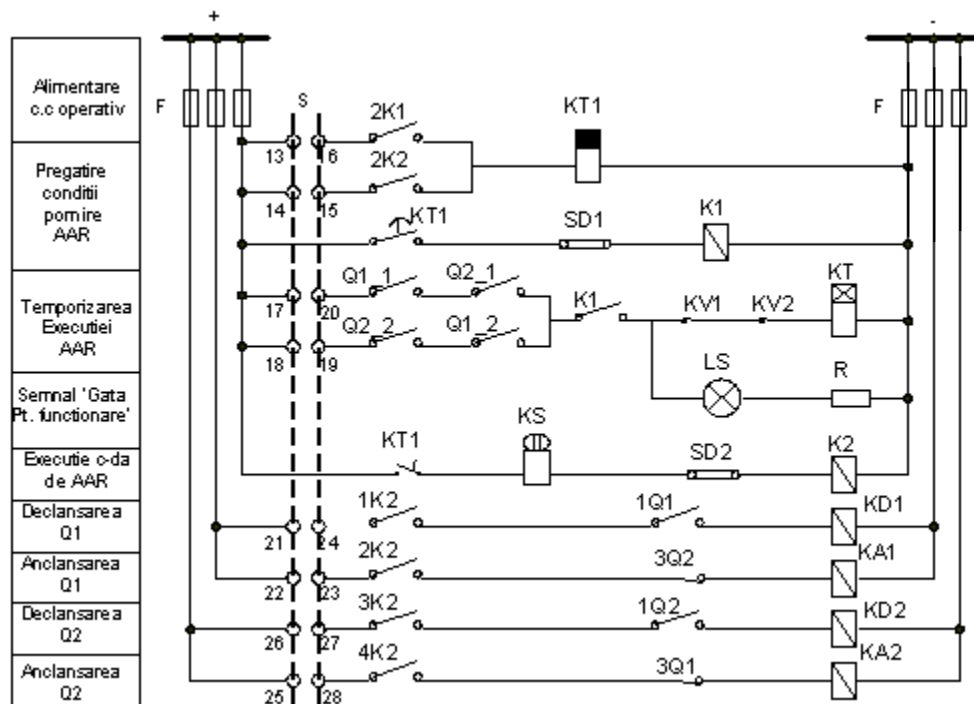 +
-
Alimentare
c.c operativ
F
S
2K1
KT1
F
13
16
2K2
14
15
Pregatire
conditii
pornire
AAR
KT1
SD1
K1
Q1_1
Q2_1
KT
17
20
K1
KV1
KV2
Temporizarea
Executiei
AAR
Q2_2
Q1_2
18
19
LS
R
Semnal 'Gata
Pt. functionare'
KT1
KS
SD2
K2
Executie c-da
de AAR
Declansarea
Q1
1K2
1Q1
KD1
21
24
Anclansarea
Q1
2K2
3Q2
KA1
22
23
Declansarea
Q2
3K2
1Q2
KD2
26
27
Anclansarea
Q2
4K2
3Q1
KA2
25
28